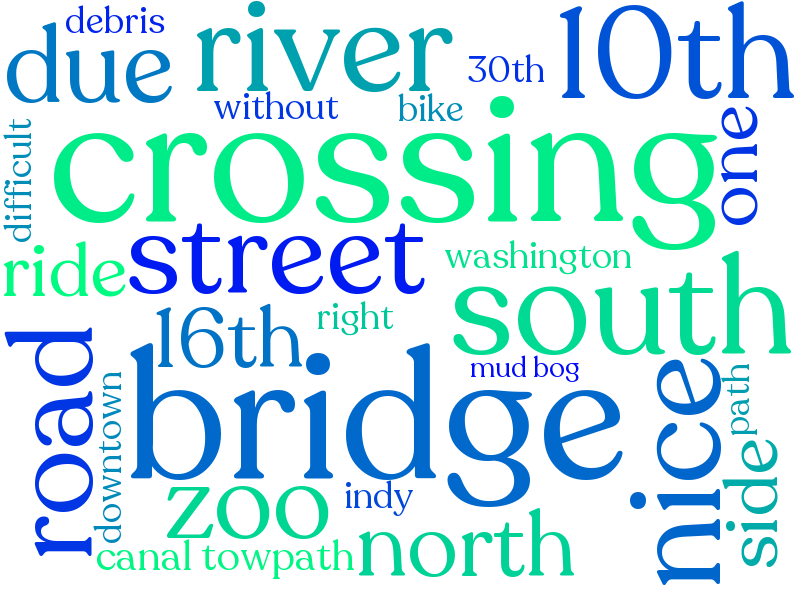 debris
due
river
30th
10th
without
bike
difficult
crossing
one
ride
street
washington
south
16th
right
road
bridge
mud bog
nice
path
downtown
zoo
indy
side
canal towpath
north